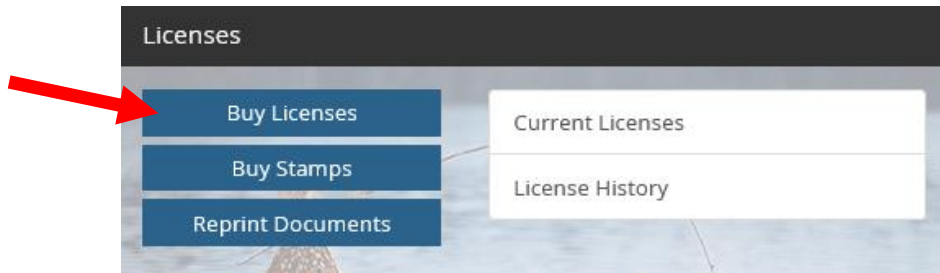 Licenses
Buy Licenses
Buy Stamps
Reprint Documents
Current Licenses
License History